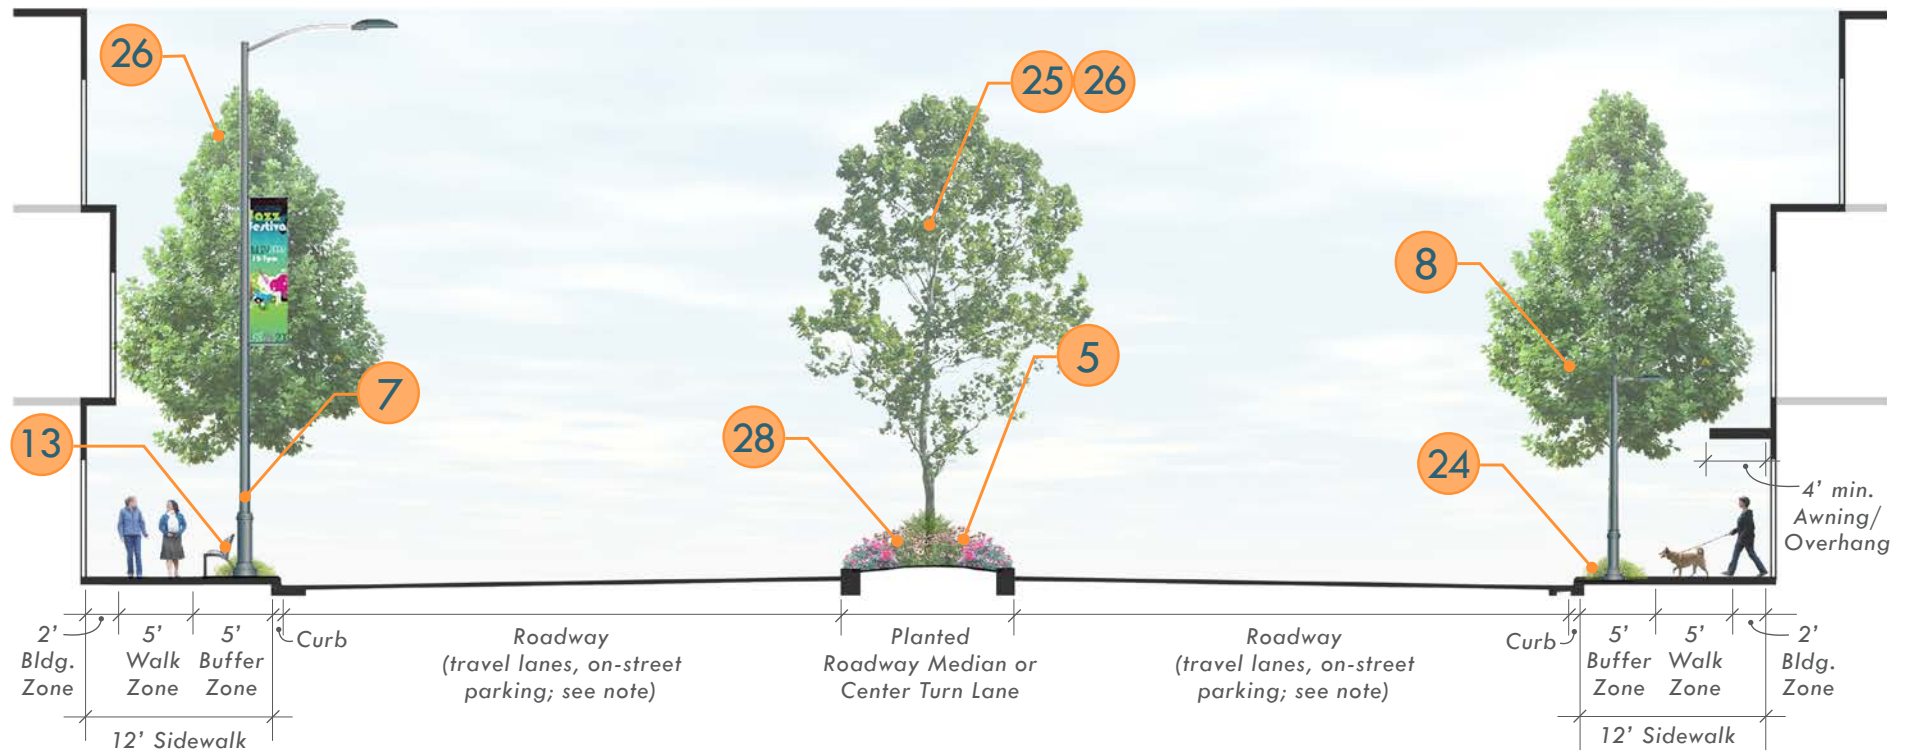 26
25 26
Jazz
Festiva
8
7
5
13
28
24
4' min.
Awning/
Overhang
2'
Bldg.
Zone
5'
Walk
Zone
5'
Buffer
Zone
Curb
Roadway
(travel lanes, on-street
parking; see note)
Planted
Roadway Median or
Center Turn Lane
Roadway
(travel lanes, on-street
parking; see note)
Curb
5'
Buffer
Zone
5'
Walk
Zone
2'
Bldg.
Zone
12' Sidewalk
12' Sidewalk